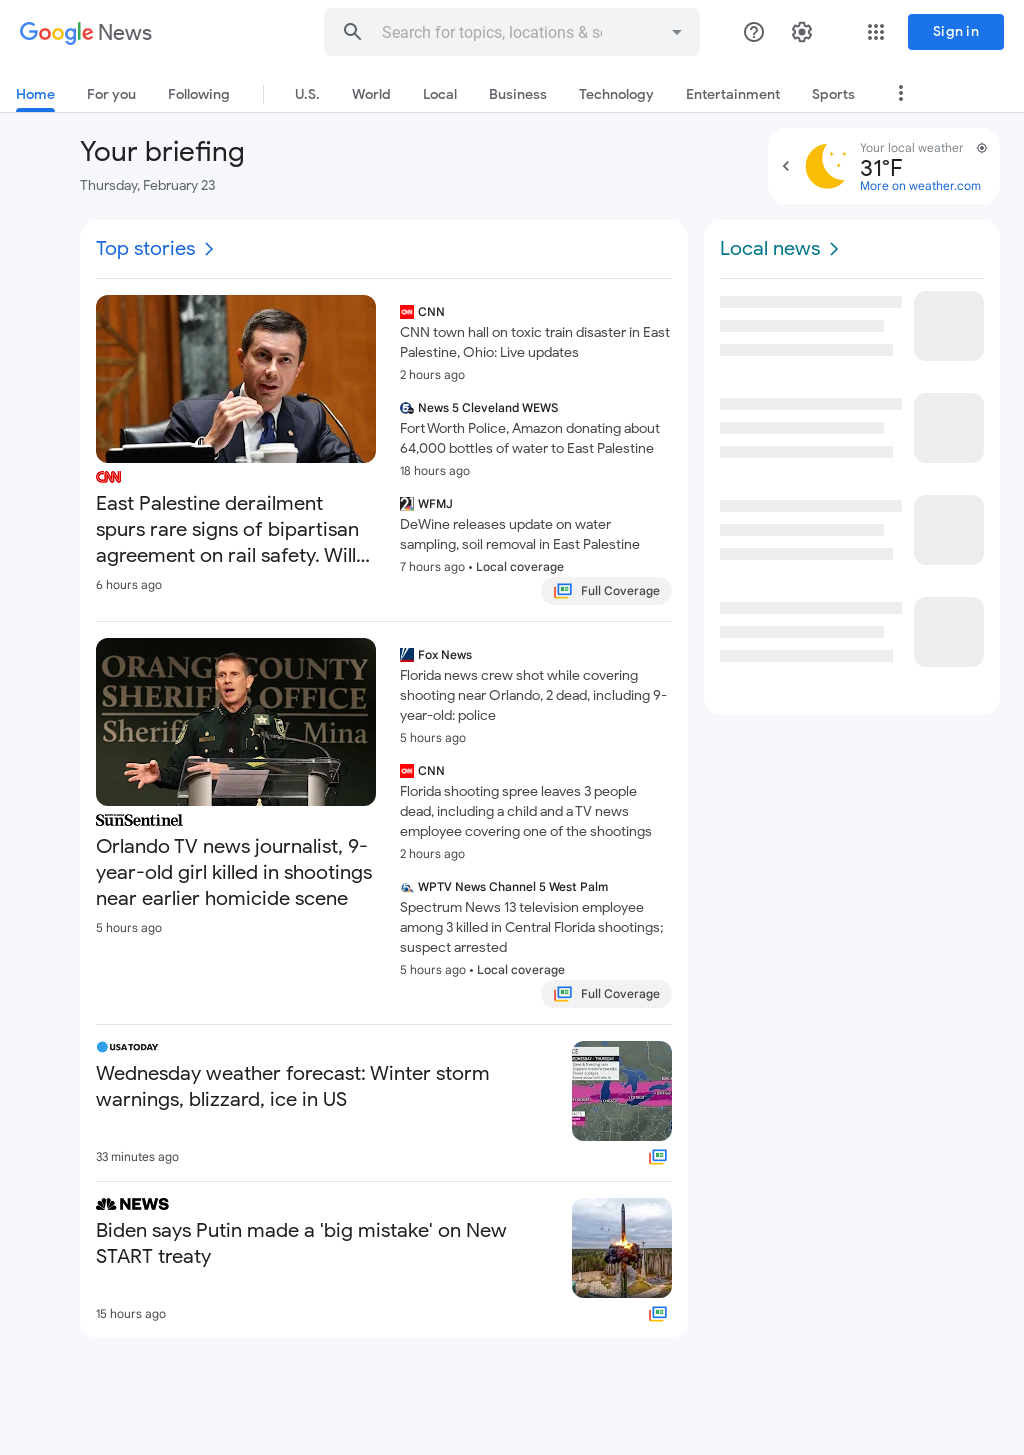 Google News
Search for topics, locations & s
Sign in
Home
For you
Following
U.S.
World
Local
Business
Technology
Entertainment
Sports
Your briefing
Thursday, February 23
Your local weather
31°F
More on weather.com
Top stories
Local news
CNN
East Palestine derailment
spurs rare signs of bipartisan
agreement on rail safety. Will...
6 hours ago
CNN
CNN town hall on toxic train disaster in East
Palestine, Ohio: Live updates
2 hours ago
News 5 Cleveland WEWS
Fort Worth Police, Amazon donating about
64,000 bottles of water to East Palestine
18 hours ago
WFMJ
DeWine releases update on water
sampling, soil removal in East Palestine
7 hours ago • Local coverage
Full Coverage
ORANGE COUNTY
SHERIFF OFFICE
Sheriff Mina
SunSentinel
Orlando TV news journalist, 9-
year-old girl killed in shootings
near earlier homicide scene
5 hours ago
Fox News
Florida news crew shot while covering
shooting near Orlando, 2 dead, including 9-
year-old: police
5 hours ago
CNN
Florida shooting spree leaves 3 people
dead, including a child and a TV news
employee covering one of the shootings
2 hours ago
WPTV News Channel 5 West Palm
Spectrum News 13 television employee
among 3 killed in Central Florida shootings;
suspect arrested
5 hours ago • Local coverage
Full Coverage
USA TODAY
Wednesday weather forecast: Winter storm
warnings, blizzard, ice in US
33 minutes ago
NEWS
Biden says Putin made a 'big mistake' on New
START treaty
15 hours ago